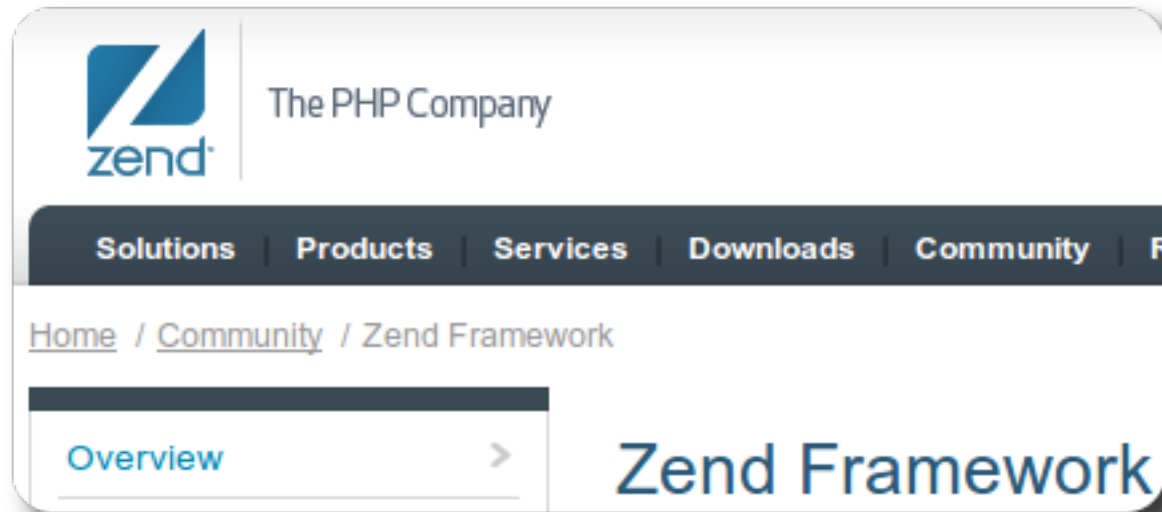 The PHP Company
zend
Solutions | Products | Services | Downloads | Community |
Home / Community / Zend Framework
Overview >
Zend Framework